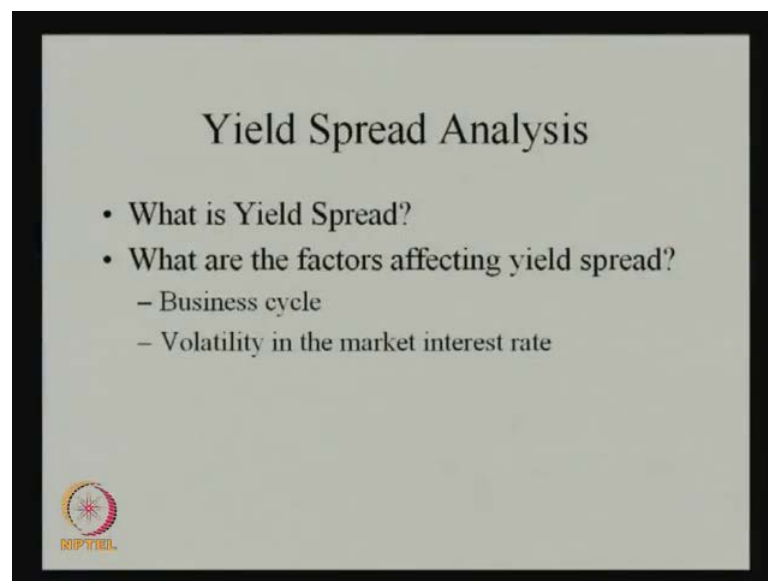 Yield Spread Analysis
• What is Yield Spread?
• What are the factors affecting yield spread?
– Business cycle
– Volatility in the market interest rate
NPTEL